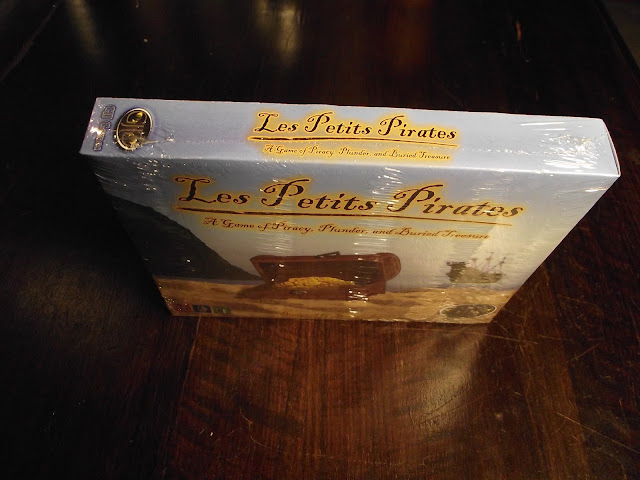 Les Petits Pirates
A Game of Piracy, Plunder, and Buried Treasure
Les Petits Pirates
A Game of Piracy, Plunder, and Buried Treasure